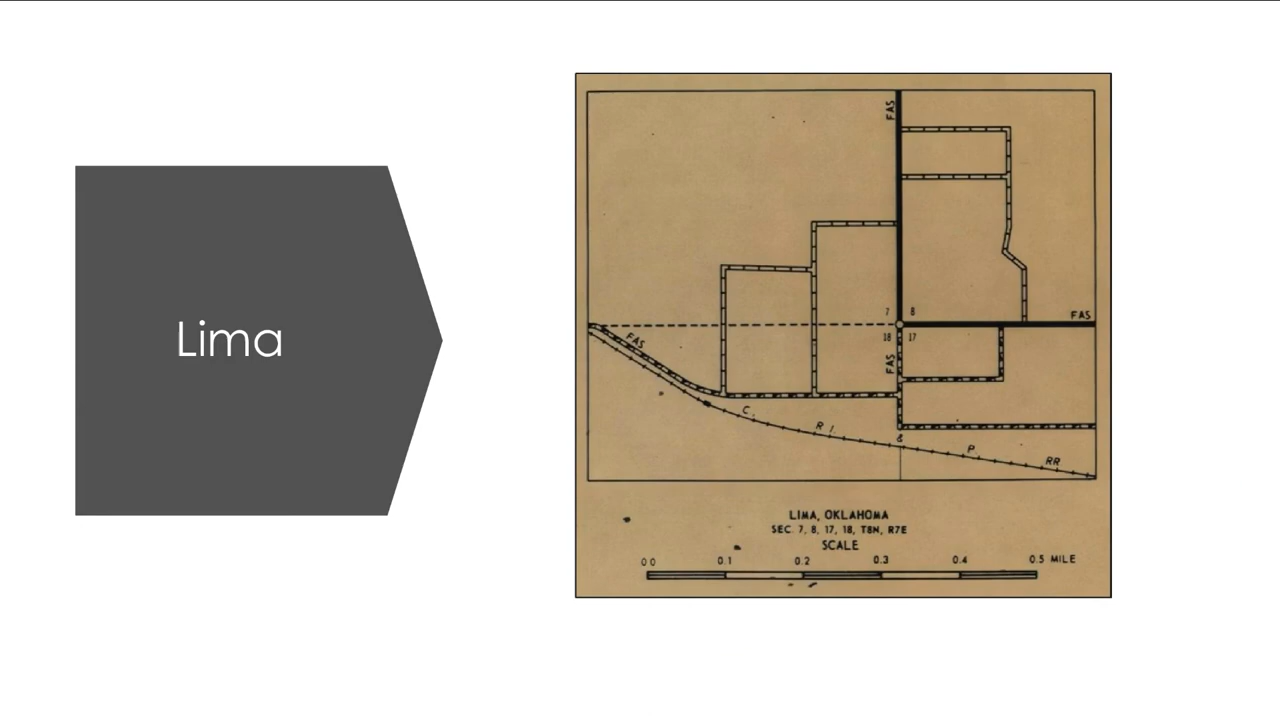 Lima
FAS
7 8
FAS
18 17
FAS
FAS
C. R I. & P. RR
LIMA, OKLAHOMA
SEC. 7, 8, 17, 18, T8N, R7E
SCALE
0 0 0.1 0.2 0.3 0.4 0.5 MILE